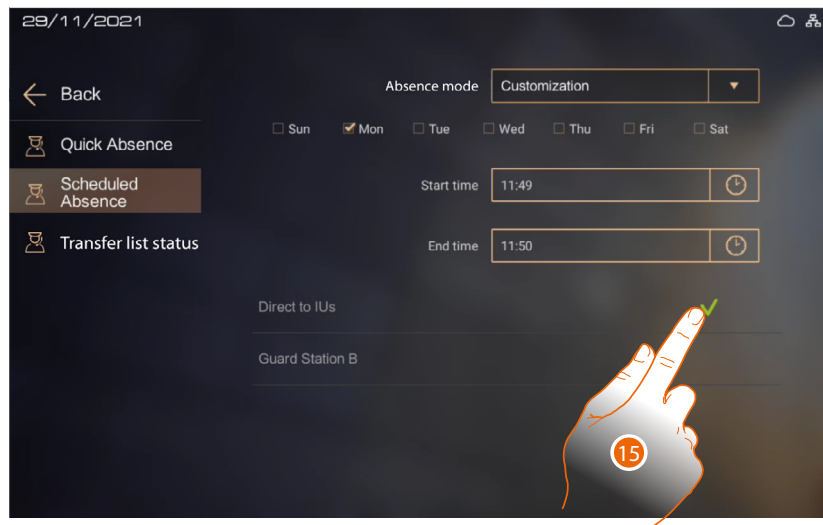 29/11/2021
Back
Quick Absence
Scheduled
Absence
Transfer list status
Absence mode Customization
Sun Mon Tue Wed Thu Fri Sat
Start time 11:49
End time 11:50
Direct to IUs
Guard Station B
15